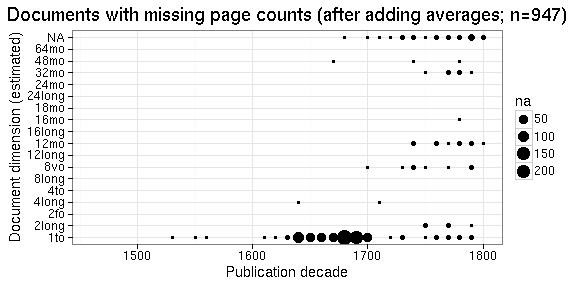 Documents with missing page counts (after adding averages; n=947)
Document dimension (estimated)
NA
64mo
48mo
32mo
24mo
24long
18mo
16mo
16long
12mo
12long
8vo
8long
4to
4long
2to
2long
1to
1500
1600
1700
1800
Publication decade
na
50
100
150
200